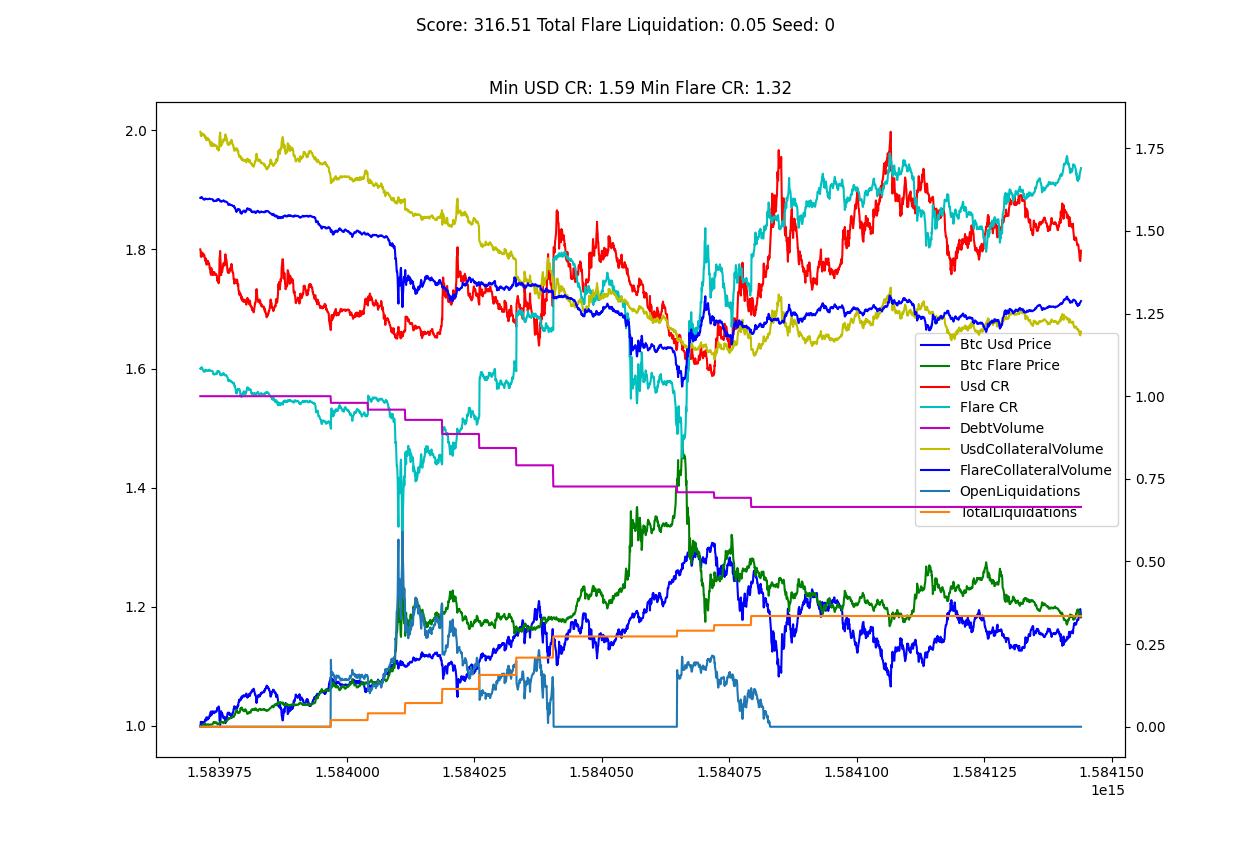 Score: 316.51 Total Flare Liquidation: 0.05 Seed: 0
Min USD CR: 1.59 Min Flare CR: 1.32
2.0
1.8
1.6
1.4
1.2
1.0
1.75
1.50
1.25
1.00
0.75
0.50
0.25
0.00
Btc Usd Price
Btc Flare Price
Usd CR
Flare CR
DebtVolume
UsdCollateralVolume
FlareCollateralVolume
OpenLiquidations
TotalLiquidations
1.583975 1.584000 1.584025 1.584050 1.584075 1.584100 1.584125 1.584150
1e15